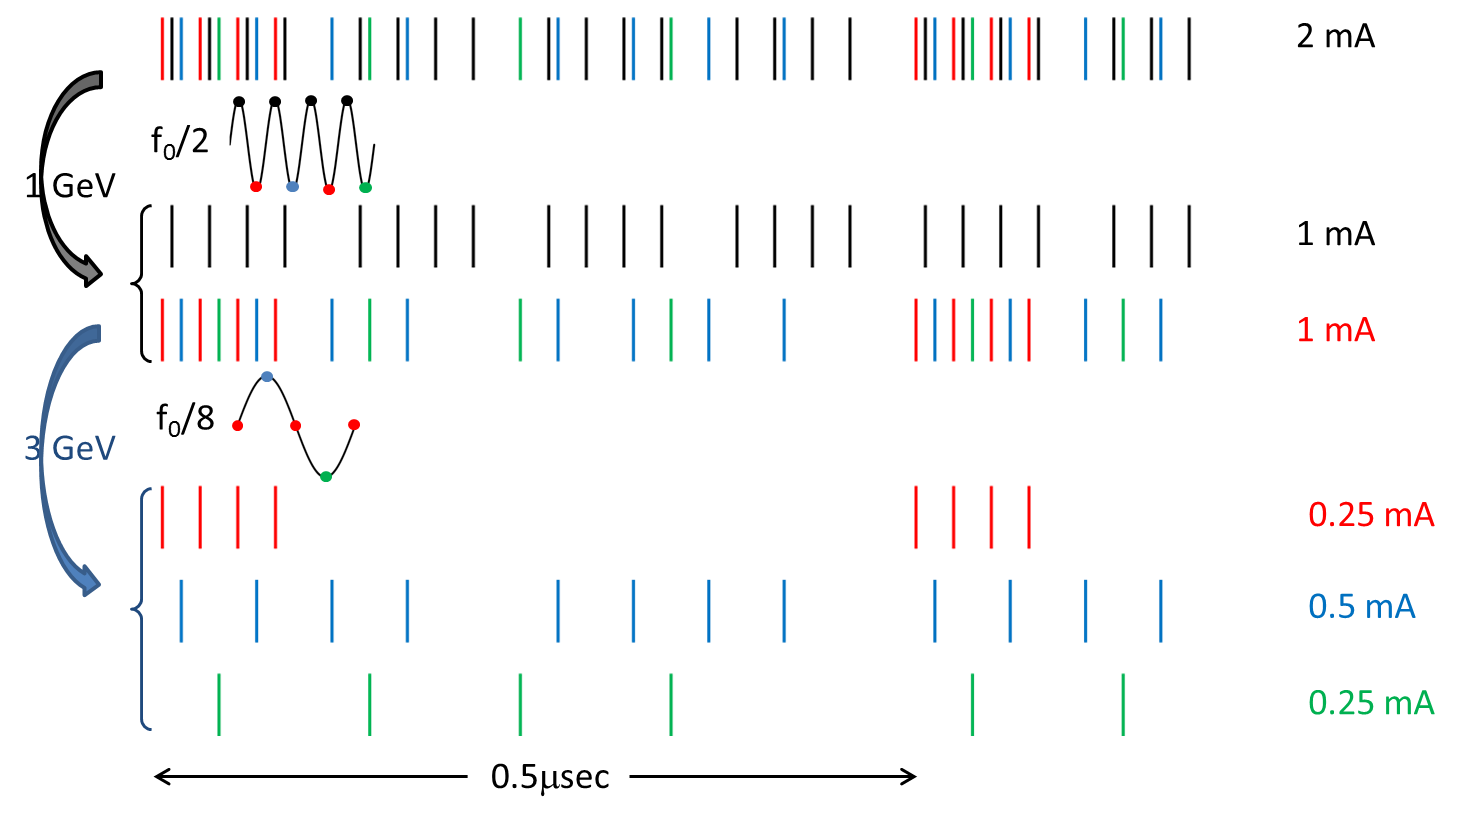 2 mA
f₀/2
1 GeV
1 mA
1 mA
f₀/8
3 GeV
0.25 mA
0.5 mA
0.25 mA
0.5μsec